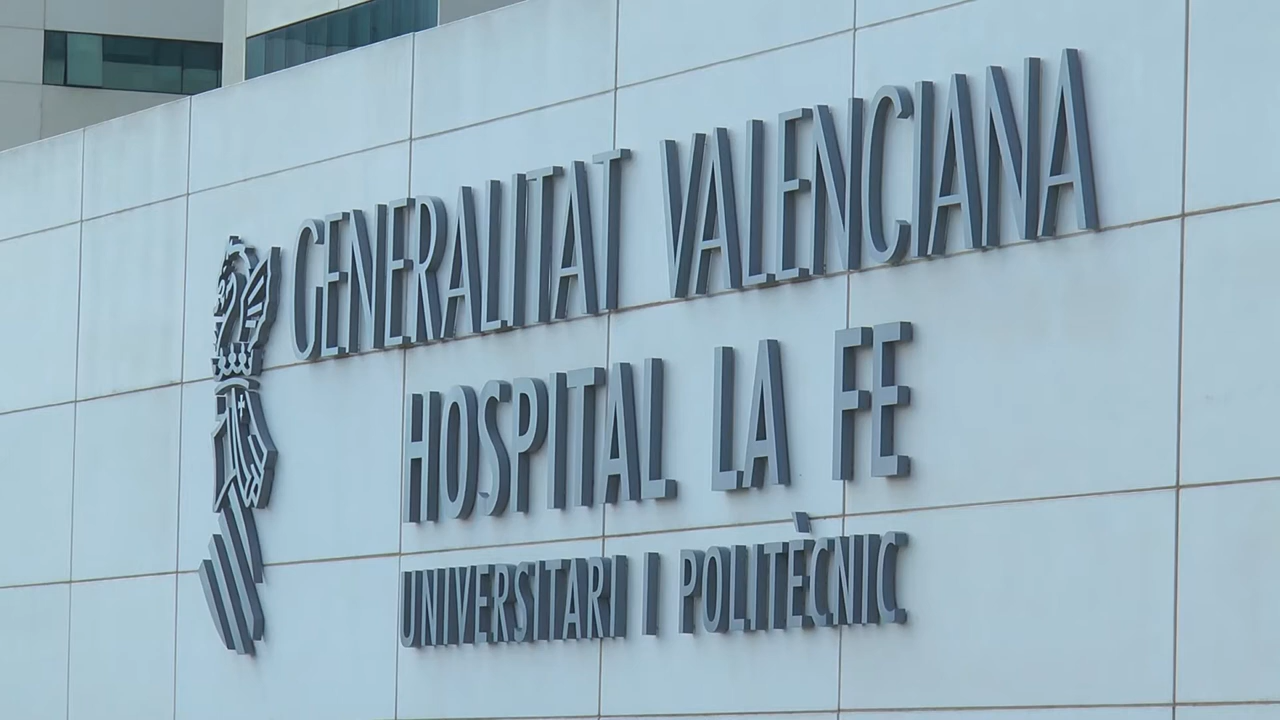 GENERALITAT VALENCIANA
HOSPITAL LA FE
UNIVERSITARI I POLITÈCNIC